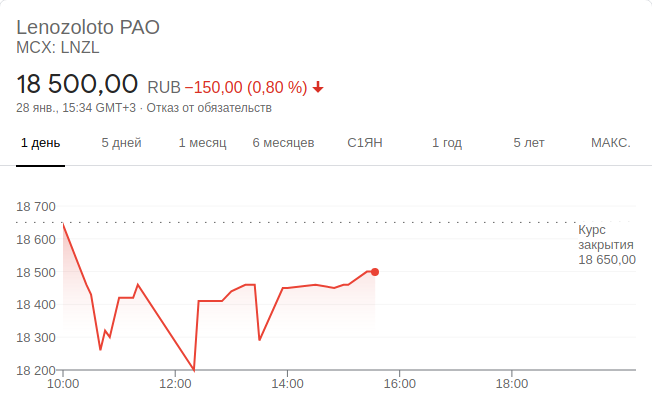 Lenozoloto PAO
MCX: LNZL
18 500,00 RUB −150,00 (0,80 %)
28 янв., 15:34 GMT+3 · Отказ от обязательств
1 день 5 дней 1 месяц 6 месяцев С1ЯН 1 год 5 лет МАКС.
18 700
Курс
18 600
закрытия
18 650,00
18 500
18 400
18 300
18 200
10:00 12:00 14:00 16:00 18:00